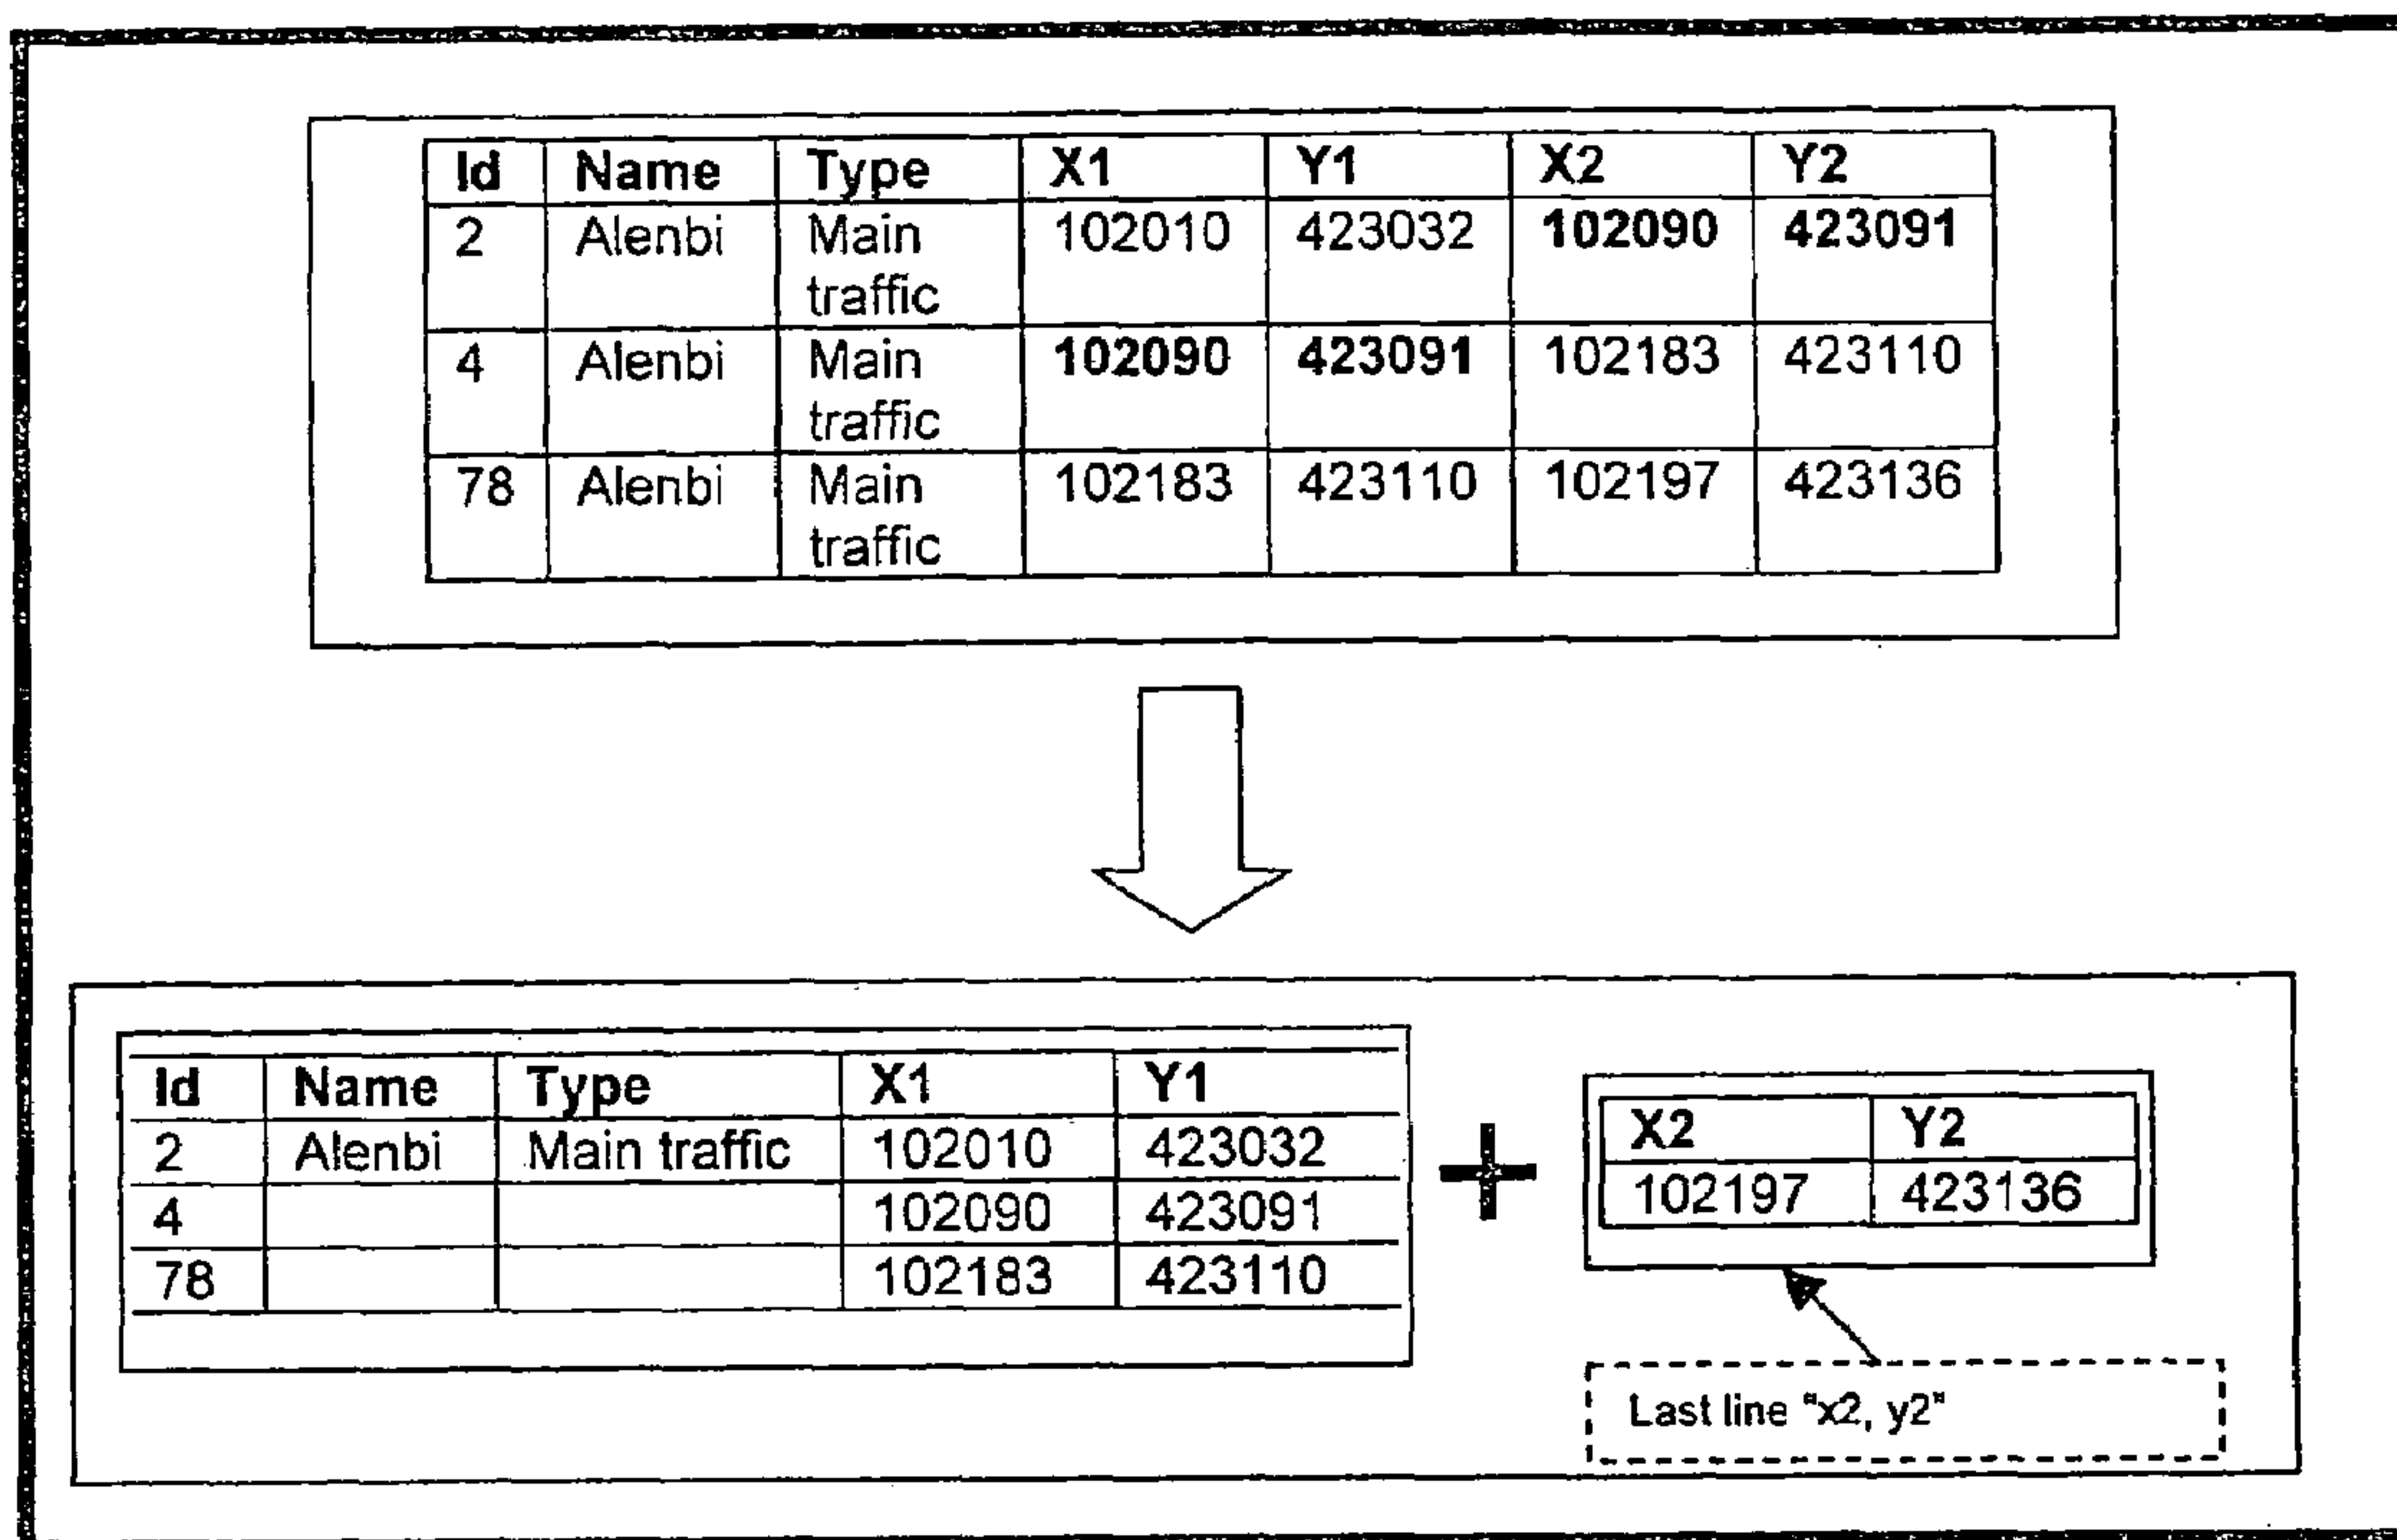 Id Name Type X1 Y1 X2 Y2
2 Alenbi Main traffic 102010 423032 102090 423091
4 Alenbi Main traffic 102090 423091 102183 423110
78 Alenbi Main traffic 102183 423110 102197 423136
Id Name Type X1 Y1
2 Alenbi Main traffic 102010 423032
4 102090 423091
78 102183 423110
+
X2 Y2
102197 423136
Last line "x2, y2"